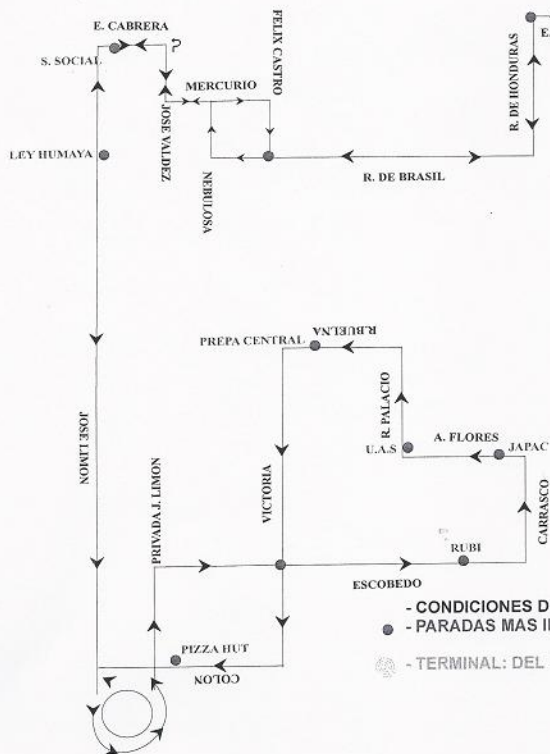 E. CABRERA
?
S. SOCIAL
FELIX CASTRO
E.
MERCURIO
JOSE VALDEZ
R. DE HONDURAS
LEY HUMAYA
NEBULOSA
R. DE BRASIL
R.BUELNA
PREPA CENTRAL
R. PALACIO
U.A.S
A. FLORES
JAPAC
JOSE LIMON
PRIVADA J. LIMON
VICTORIA
CARRASCO
RUBI
ESCOBEDO
- CONDICIONES D
- PARADAS MAS I
PIZZA HUT
COLON
- TERMINAL: DEL